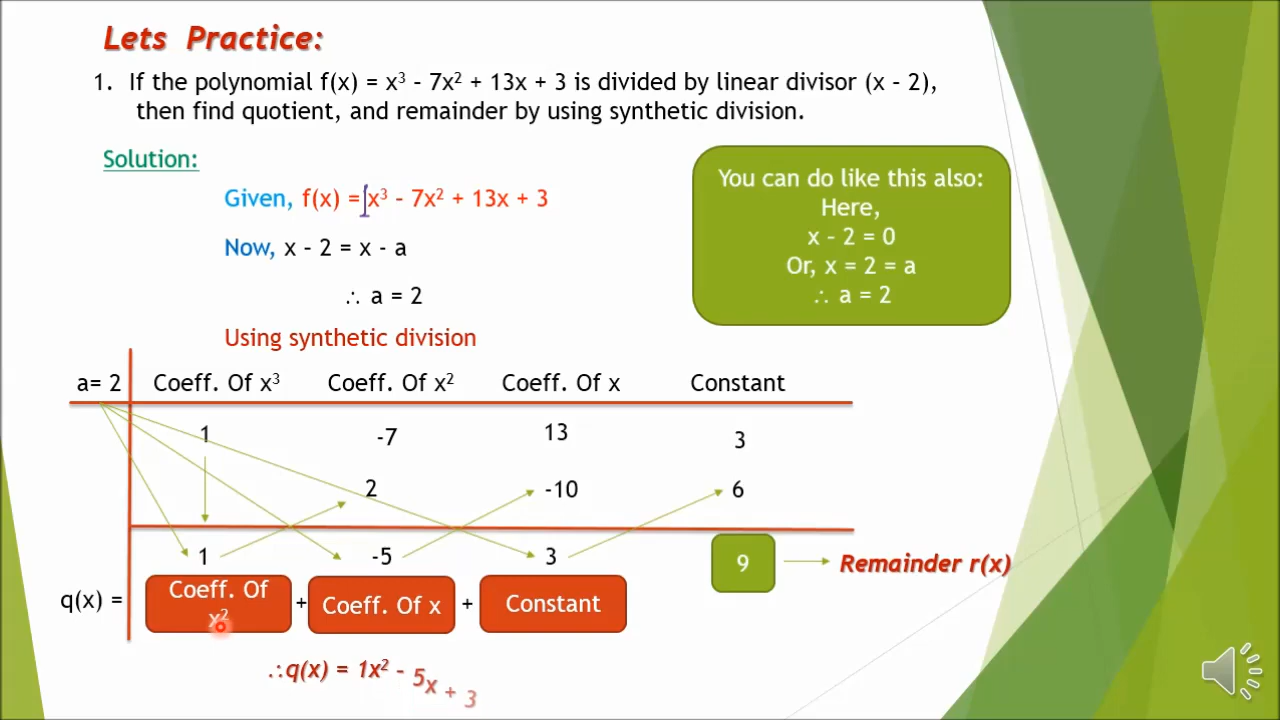 Lets Practice:
1. If the polynomial f(x) = x³ – 7x² + 13x + 3 is divided by linear divisor (x – 2),
then find quotient, and remainder by using synthetic division.
Solution:
Given, f(x) = x³ – 7x² + 13x + 3
Now, x – 2 = x - a
∴ a = 2
You can do like this also:
Here,
x – 2 = 0
Or, x = 2 = a
∴ a = 2
Using synthetic division
a= 2 Coeff. Of x³ Coeff. Of x² Coeff. Of x Constant
1 -7 13 3
2 -10 6
1 -5 3 9 Remainder r(x)
q(x) = Coeff. Of x² + Coeff. Of x + Constant
∴q(x) = 1x² – 5x + 3